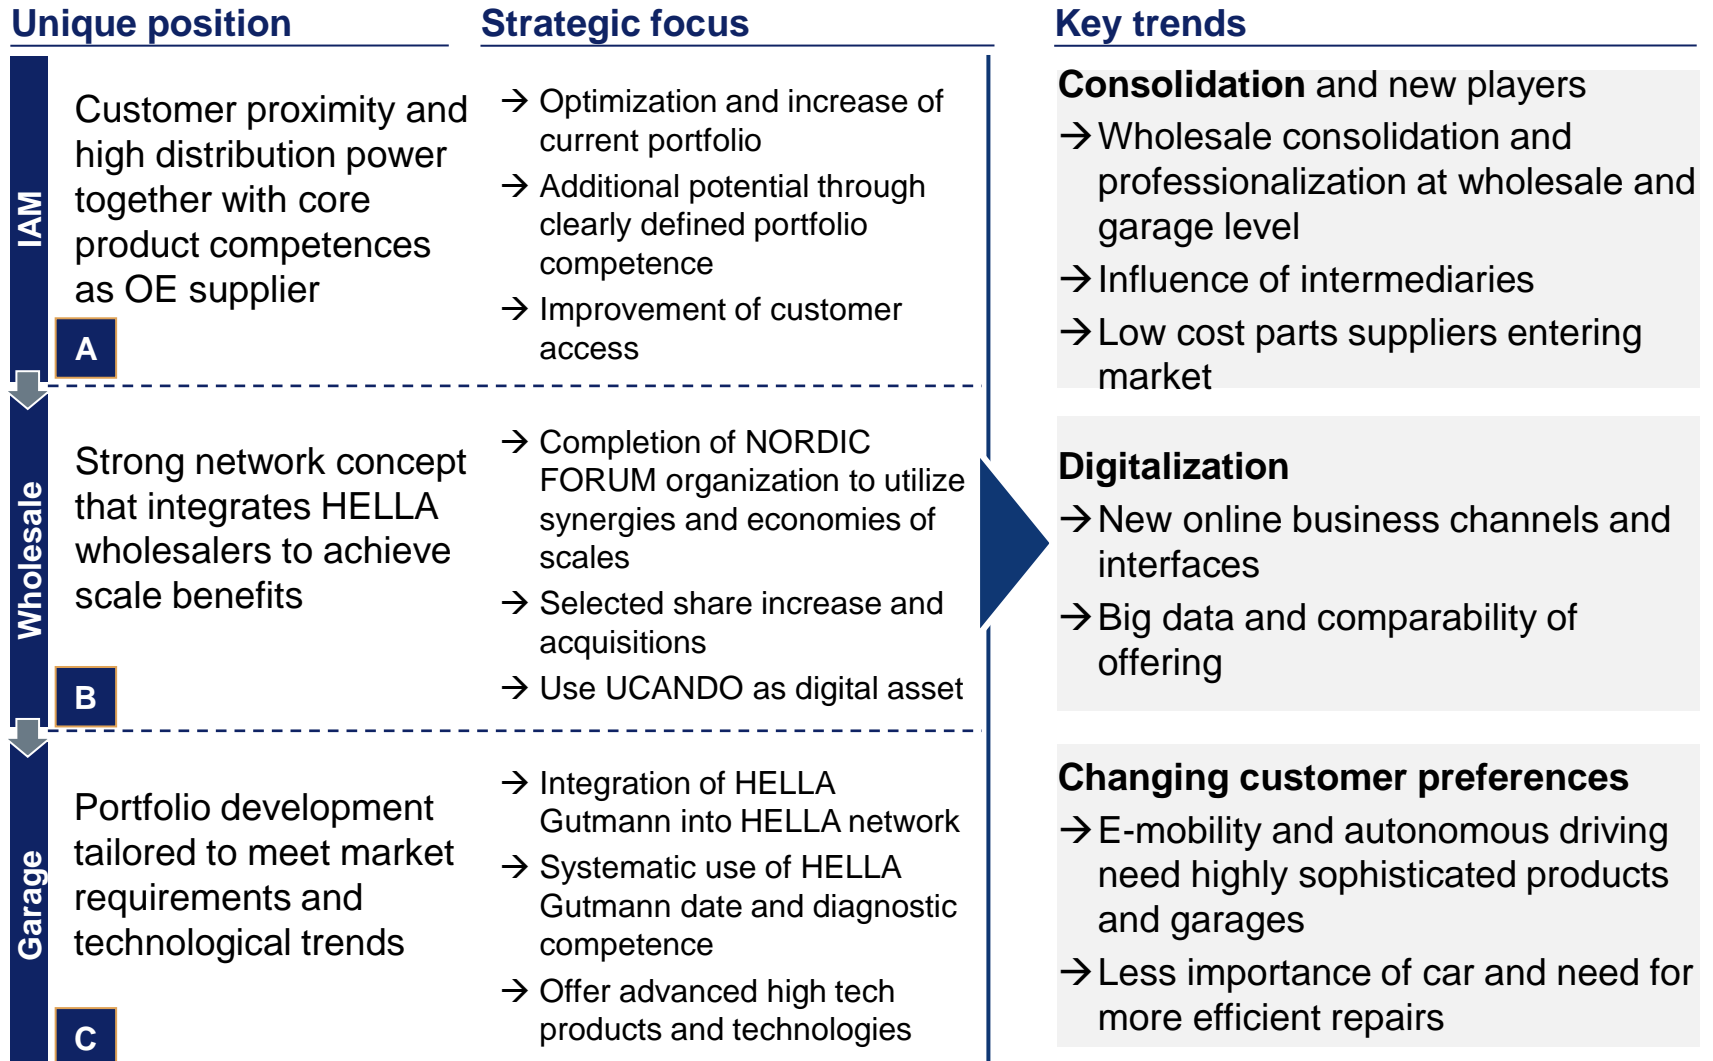 Unique position
Strategic focus
Key trends
IAM
Customer proximity and
high distribution power
together with core
product competences
as OE supplier
A
→ Optimization and increase of
current portfolio
→ Additional potential through
clearly defined portfolio
competence
→ Improvement of customer
access
Wholesale
Strong network concept
that integrates HELLA
wholesalers to achieve
scale benefits
B
→ Completion of NORDIC
FORUM organization to utilize
synergies and economies of
scales
→ Selected share increase and
acquisitions
→ Use UCANDO as digital asset
Garage
Portfolio development
tailored to meet market
requirements and
technological trends
C
→ Integration of HELLA
Gutmann into HELLA network
→ Systematic use of HELLA
Gutmann date and diagnostic
competence
→ Offer advanced high tech
products and technologies
Consolidation and new players
→ Wholesale consolidation and
professionalization at wholesale and
garage level
→ Influence of intermediaries
→ Low cost parts suppliers entering
market
Digitalization
→ New online business channels and
interfaces
→ Big data and comparability of
offering
Changing customer preferences
→ E-mobility and autonomous driving
need highly sophisticated products
and garages
→ Less importance of car and need for
more efficient repairs